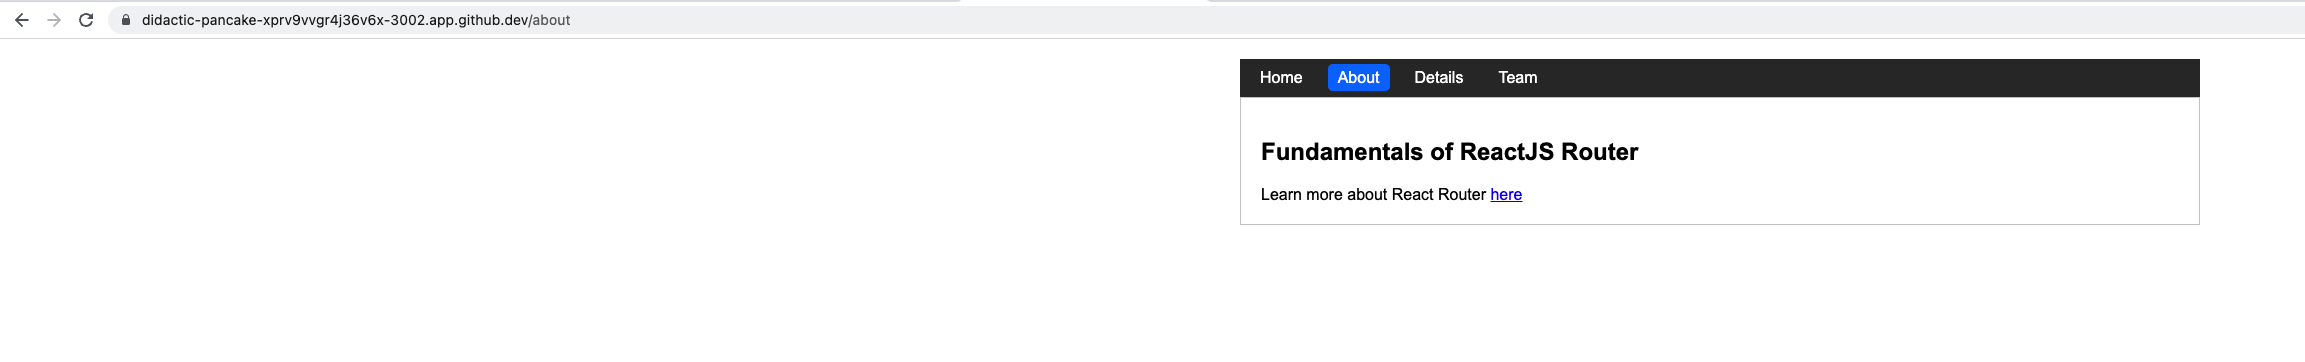 didactic-pancake-xprv9vvgr4j36v6x-3002.app.github.dev/about
Home About Details Team
Fundamentals of ReactJS Router
Learn more about React Router here